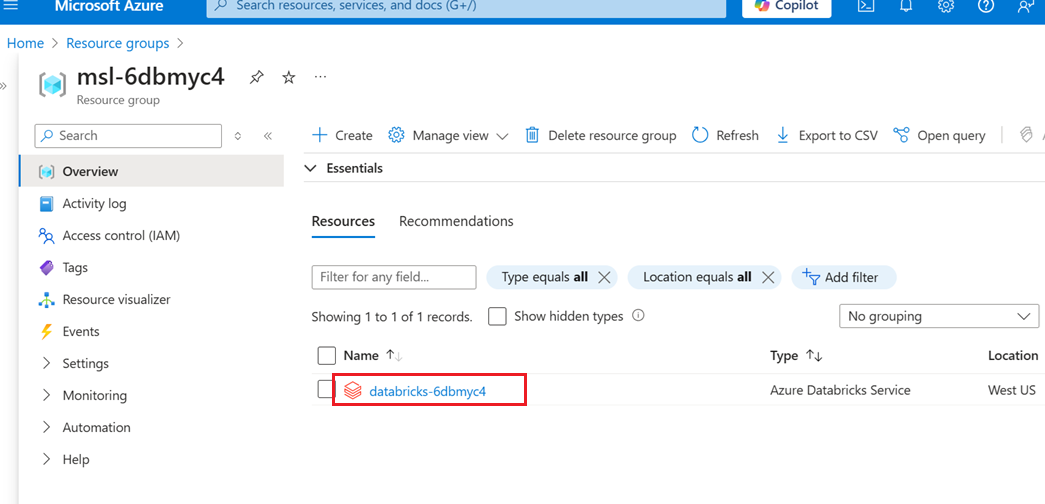 Microsoft Azure
Search resources, services, and docs (G+/)
Copilot
Home > Resource groups >
msl-6dbmyc4
Resource group
Search
Overview
Activity log
Access control (IAM)
Tags
Resource visualizer
Events
Settings
Monitoring
Automation
Help
Create
Manage view
Delete resource group
Refresh
Export to CSV
Open query
Essentials
Resources
Recommendations
Filter for any field...
Type equals all
Location equals all
Add filter
Showing 1 to 1 of 1 records.
Show hidden types
No grouping
Name
Type
Location
databricks-6dbmyc4
Azure Databricks Service
West US